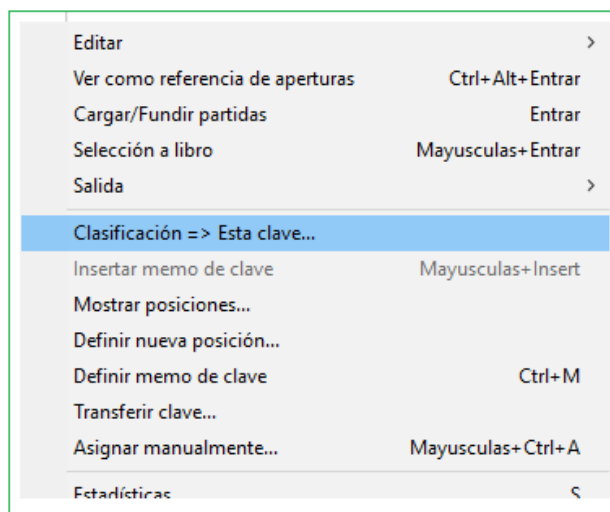 Editar >
Ver como referencia de aperturas Ctrl+Alt+Entrar
Cargar/Fundir partidas Entrar
Selección a libro Mayusculas+Entrar
Salida >
Clasificación => Esta clave...
Insertar memo de clave Mayusculas+Insert
Mostrar posiciones...
Definir nueva posición...
Definir memo de clave Ctrl+M
Transferir clave...
Asignar manualmente... Mayusculas+Ctrl+A
Estadísticas S